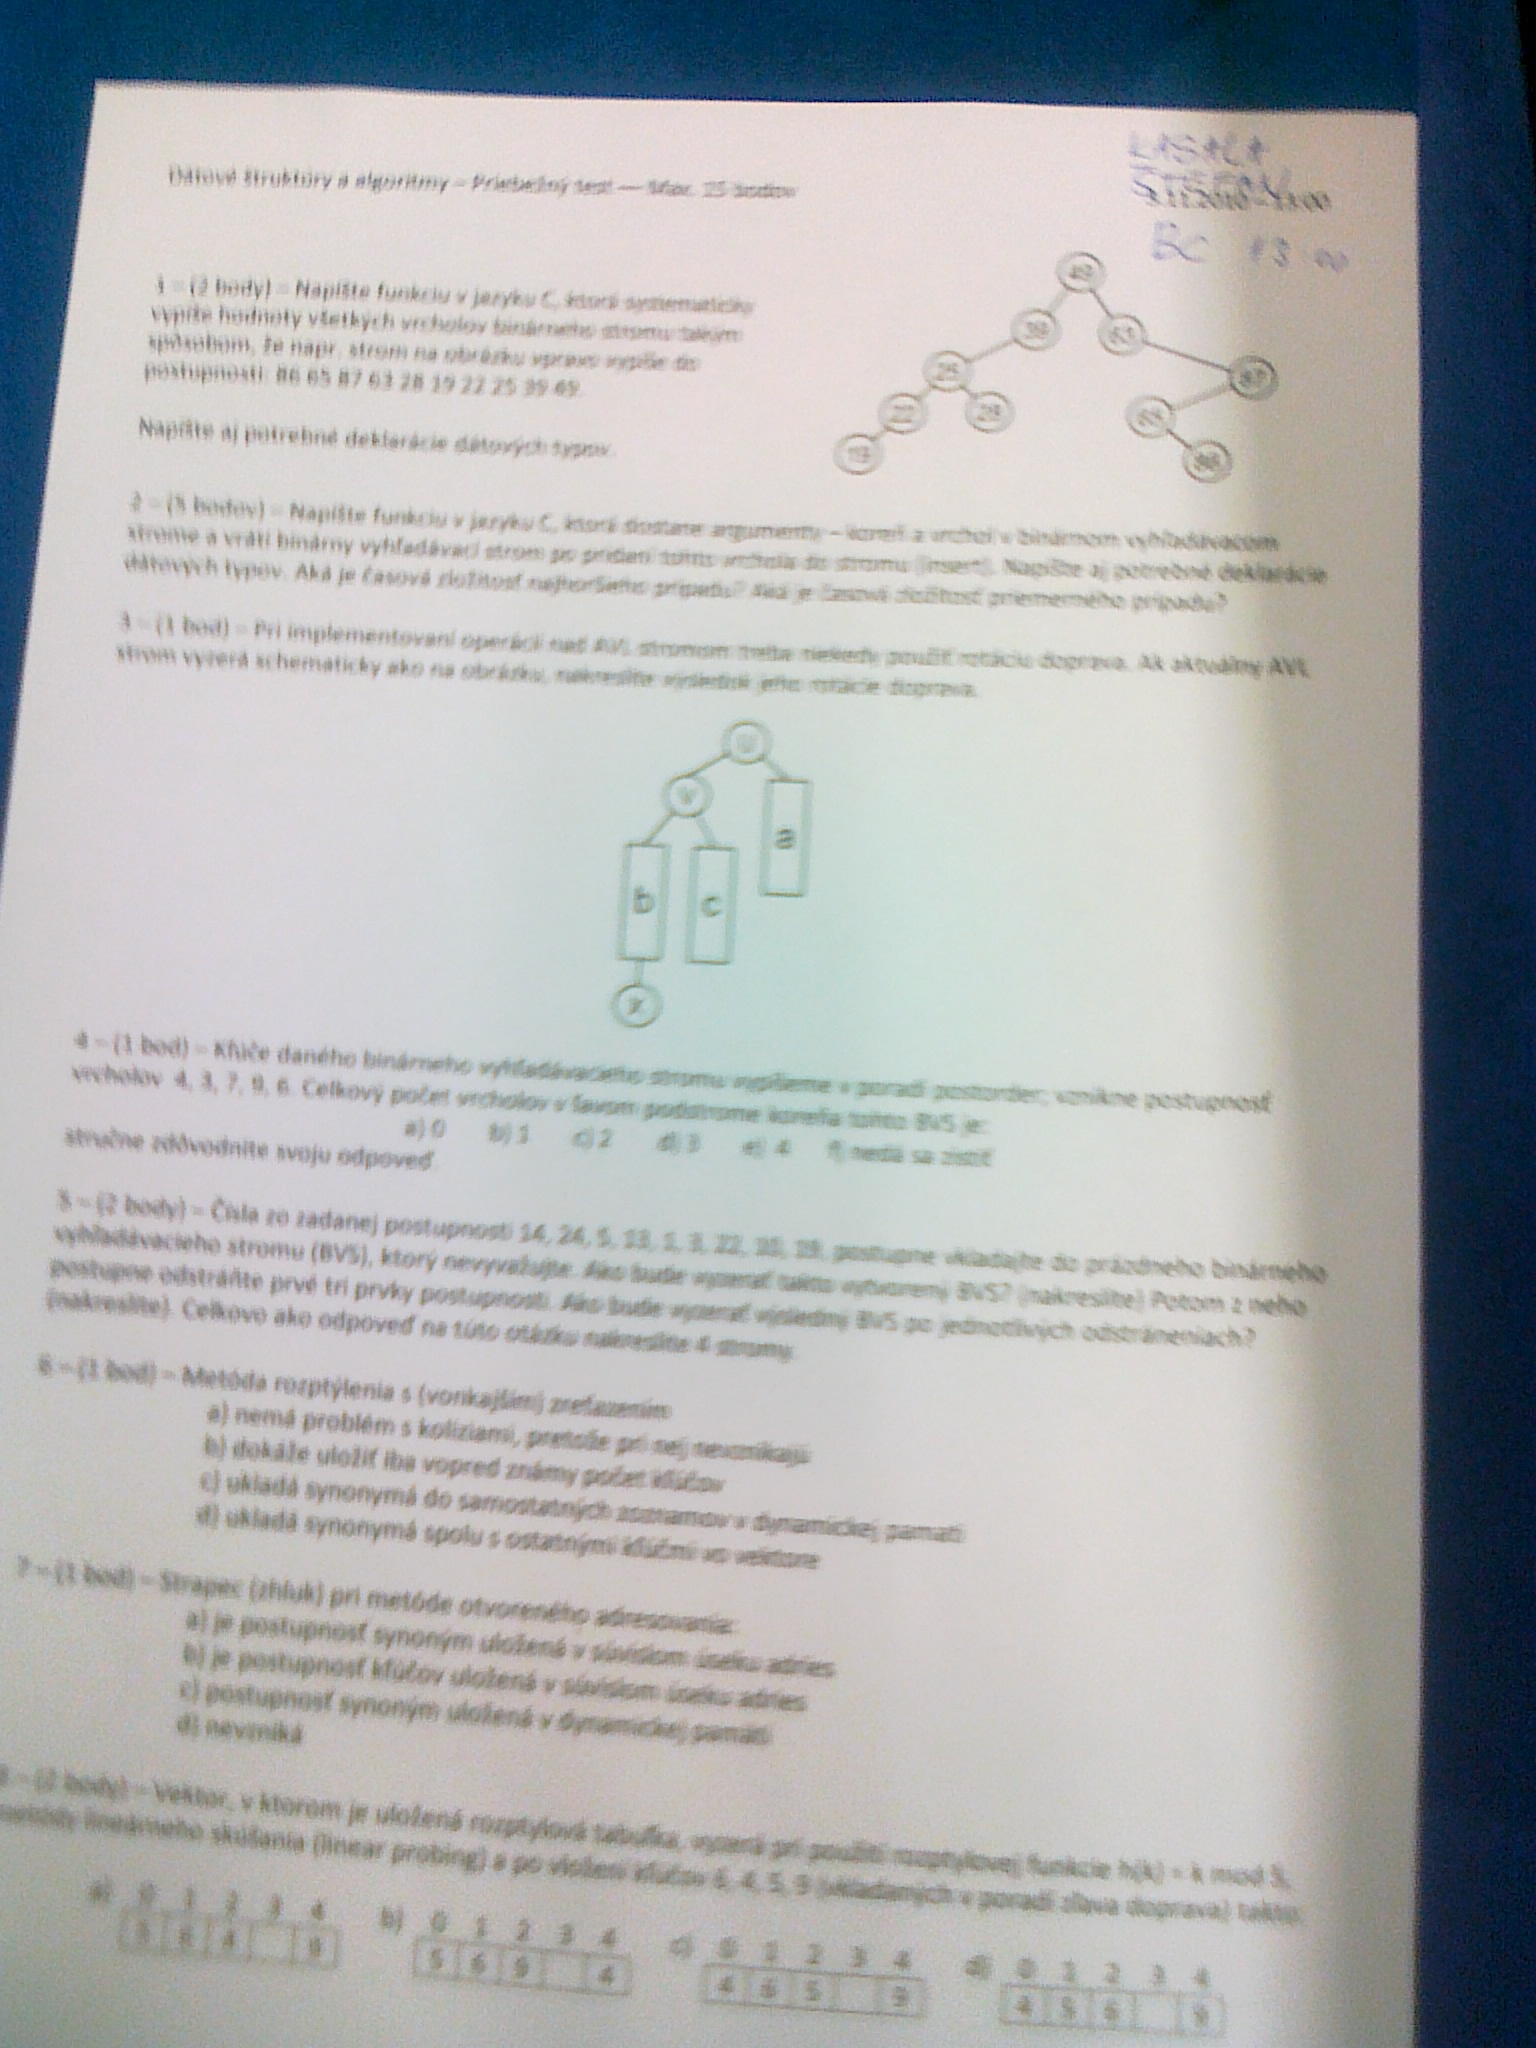 Dátové štruktúry a algoritmy – Priebežný test — Max. 25 bodov
1 – (2 body) – Napíšte funkciu v jazyku C, ktorá systematicky
vypíše hodnoty všetkých vrcholov binárneho stromu takým
spôsobom, že napr. strom na obrázku vpravo vypíše do
postupnosti: 86 65 87 63 28 19 22 25 39 49.
Napíšte aj potrebné deklarácie dátových typov.
49
39 63
25 87
22 28 65
19 86
2 – (5 bodov) – Napíšte funkciu v jazyku C, ktorá dostane argumenty – koreň a vrchol v binárnom vyhľadávacom
strome a vráti binárny vyhľadávací strom po pridaní tohto vrchola do stromu (insert). Napíšte aj potrebné deklarácie
dátových typov. Aká je časová zložitosť najhoršieho prípadu? Aká je časová zložitosť priemerného prípadu?
3 – (1 bod) – Pri implementovaní operácií nad AVL stromom treba niekedy použiť rotáciu doprava. Ak aktuálny AVL
strom vyzerá schematicky ako na obrázku, nakreslite výsledok jeho rotácie doprava.
u
v
a
b c
x
4 – (1 bod) – Kľúče daného binárneho vyhľadávacieho stromu vypíšeme v poradí postorder; vznikne postupnosť
vrcholov 4, 3, 7, 9, 6. Celkový počet vrcholov v ľavom podstrome koreňa tohto BVS je:
a) 0 b) 1 c) 2 d) 3 e) 4 f) nedá sa zistiť
stručne zdôvodnite svoju odpoveď.
5 – (2 body) – Čísla zo zadanej postupnosti 14, 24, 5, 13, 1, 3, 22, 10, 19, postupne vkladajte do prázdneho binárneho
vyhľadávacieho stromu (BVS), ktorý nevyvažujte. Ako bude vyzerať takto vytvorený BVS? (nakreslite) Potom z neho
postupne odstráňte prvé tri prvky postupnosti. Ako bude vyzerať výsledný BVS po jednotlivých odstráneniach?
(nakreslite). Celkovo ako odpoveď na túto otázku nakreslite 4 stromy.
6 – (1 bod) – Metóda rozptýlenia s (vonkajším) zreťazením
a) nemá problém s kolíziami, pretože pri nej nevznikajú
b) dokáže uložiť iba vopred známy počet kľúčov
c) ukladá synonymá do samostatných zoznamov v dynamickej pamäti
d) ukladá synonymá spolu s ostatnými kľúčmi vo vektore
7 – (1 bod) – Strapec (zhluk) pri metóde otvoreného adresovania:
a) je postupnosť synoným uložená v súvislom úseku adries
b) je postupnosť kľúčov uložená v súvislom úseku adries
c) postupnosť synoným uložená v dynamickej pamäti
d) nevzniká
– (2 body) – Vektor, v ktorom je uložená rozptylová tabuľka, vyzerá pri použití rozptylovej funkcie h(k) = k mod 5,
metódy lineárneho skúšania (linear probing) a po vložení kľúčov 6, 4, 5, 9 (vkladaných v poradí zľava doprava) takto:
a) 0 1 2 3 4 b) 0 1 2 3 4 c) 0 1 2 3 4 d) 0 1 2 3 4
5 6 4 9 5 6 9 4 4 6 5 9 4 5 6 9